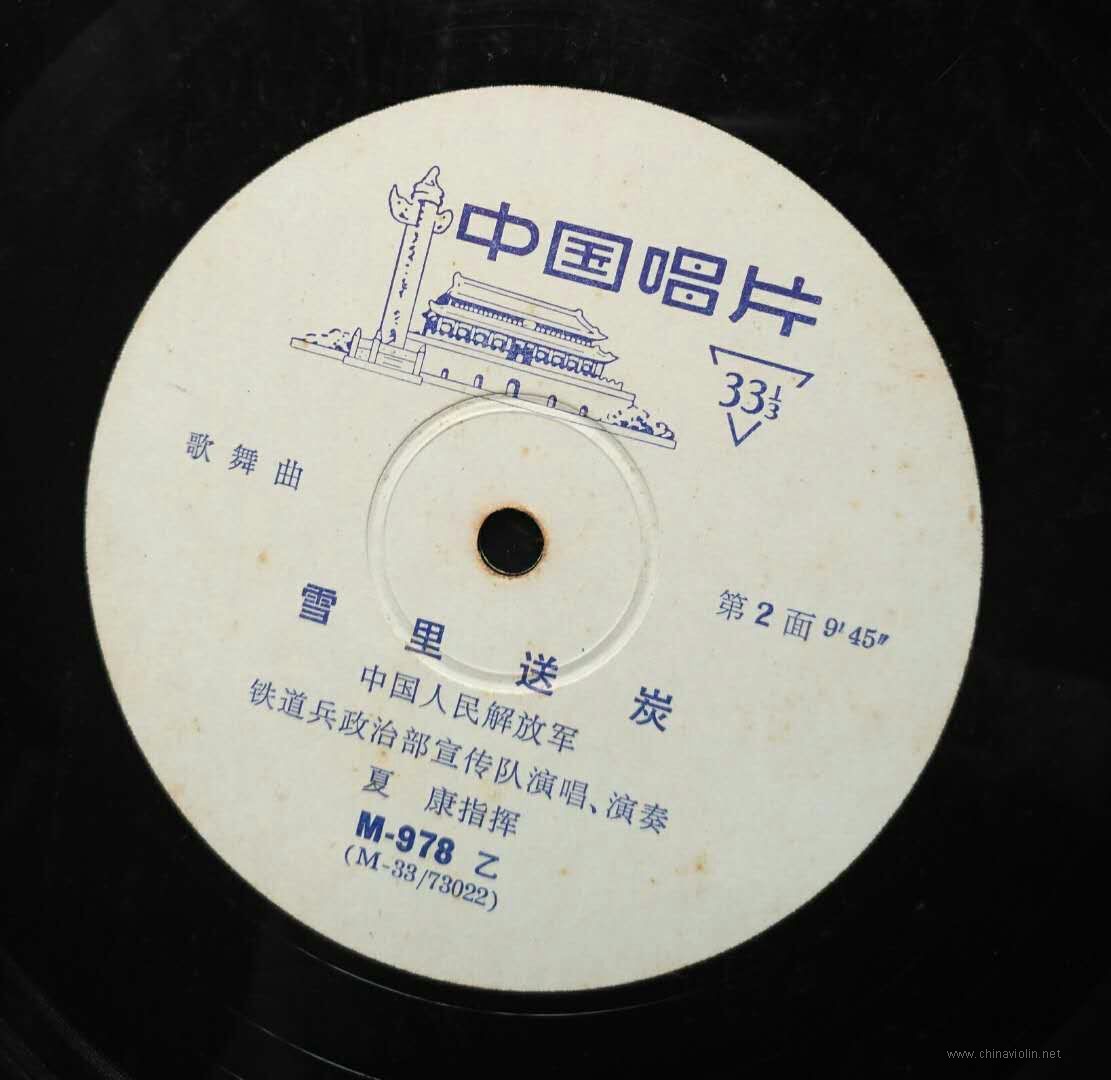 中国唱片
33⅓
歌舞曲
第2面 9′45″
雪里送炭
中国人民解放军
铁道兵政治部宣传队演唱、演奏
夏 康指挥
M-978 乙
(M-33/73022)
www.chinaviolin.net